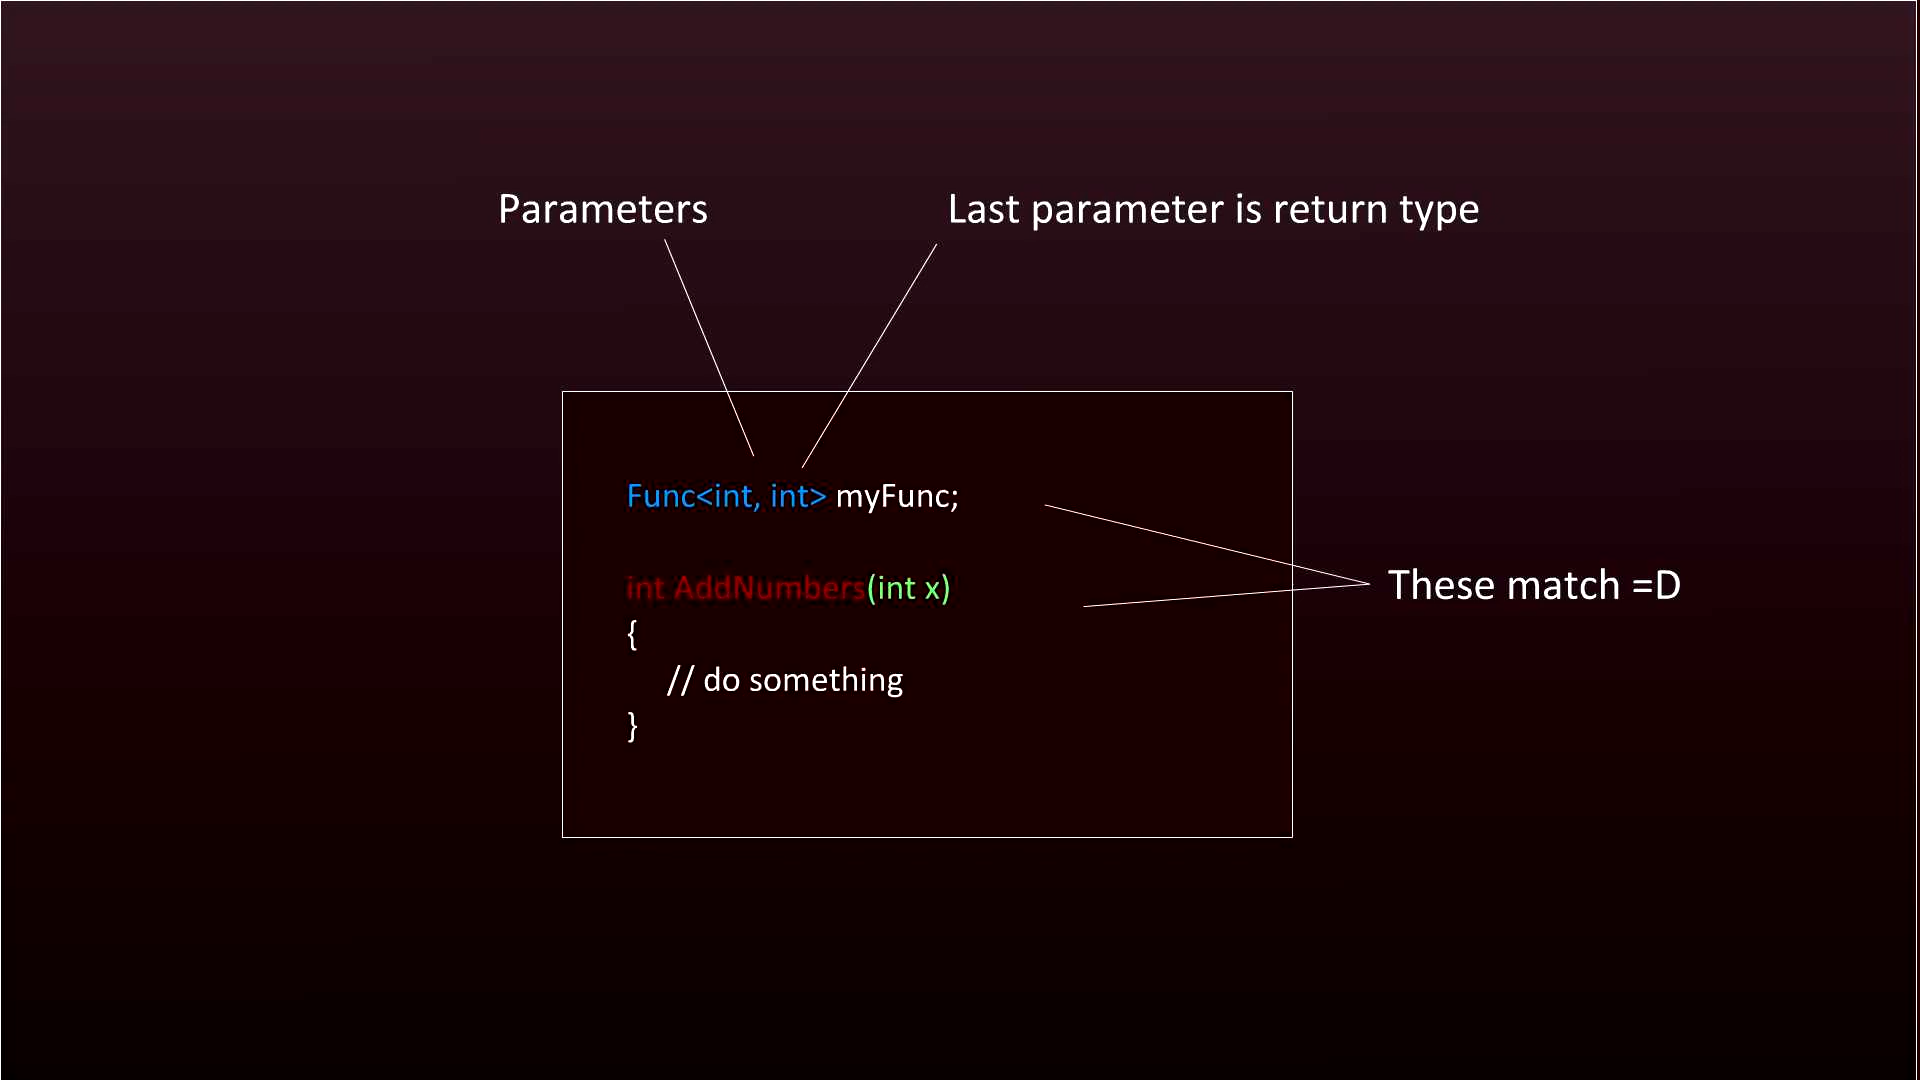 Parameters
Last parameter is return type
Func<int, int> myFunc;
int AddNumbers(int x)
{
// do something
}
These match =D